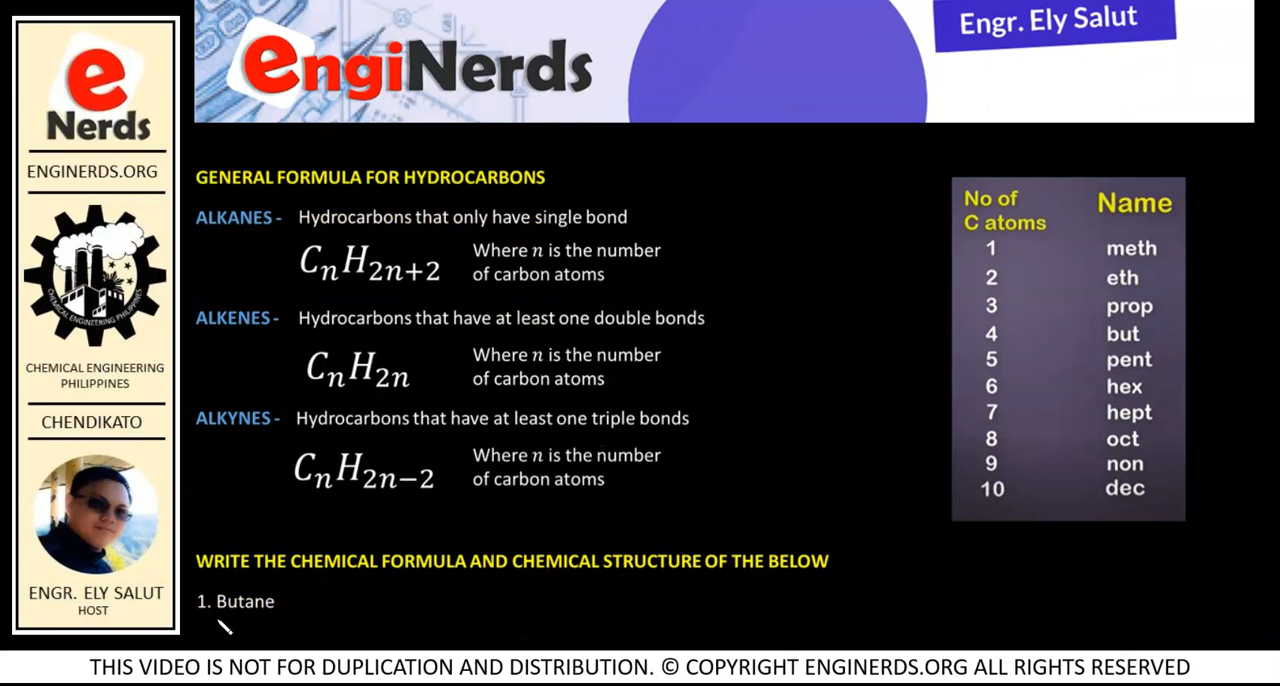 e
Nerds
ENGINERDS.ORG
CHEMICAL ENGINEERING PHILIPPINES
CHEMICAL ENGINEERING
PHILIPPINES
CHENDIKATO
ENGR. ELY SALUT
HOST
engiNerds
Engr. Ely Salut
GENERAL FORMULA FOR HYDROCARBONS
ALKANES - Hydrocarbons that only have single bond
CₙH₂ₙ₊₂ Where n is the number
of carbon atoms
ALKENES - Hydrocarbons that have at least one double bonds
CₙH₂ₙ Where n is the number
of carbon atoms
ALKYNES - Hydrocarbons that have at least one triple bonds
CₙH₂ₙ₋₂ Where n is the number
of carbon atoms
No of
C atoms Name
1 meth
2 eth
3 prop
4 but
5 pent
6 hex
7 hept
8 oct
9 non
10 dec
WRITE THE CHEMICAL FORMULA AND CHEMICAL STRUCTURE OF THE BELOW
1. Butane
THIS VIDEO IS NOT FOR DUPLICATION AND DISTRIBUTION. © COPYRIGHT ENGINERDS.ORG ALL RIGHTS RESERVED